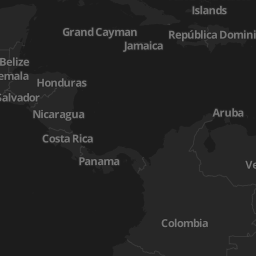 Islands
Grand Cayman
República Domini
Jamaica
Belize
emala
Honduras
Salvador
Nicaragua
Aruba
Costa Rica
Panama
Ve
Colombia